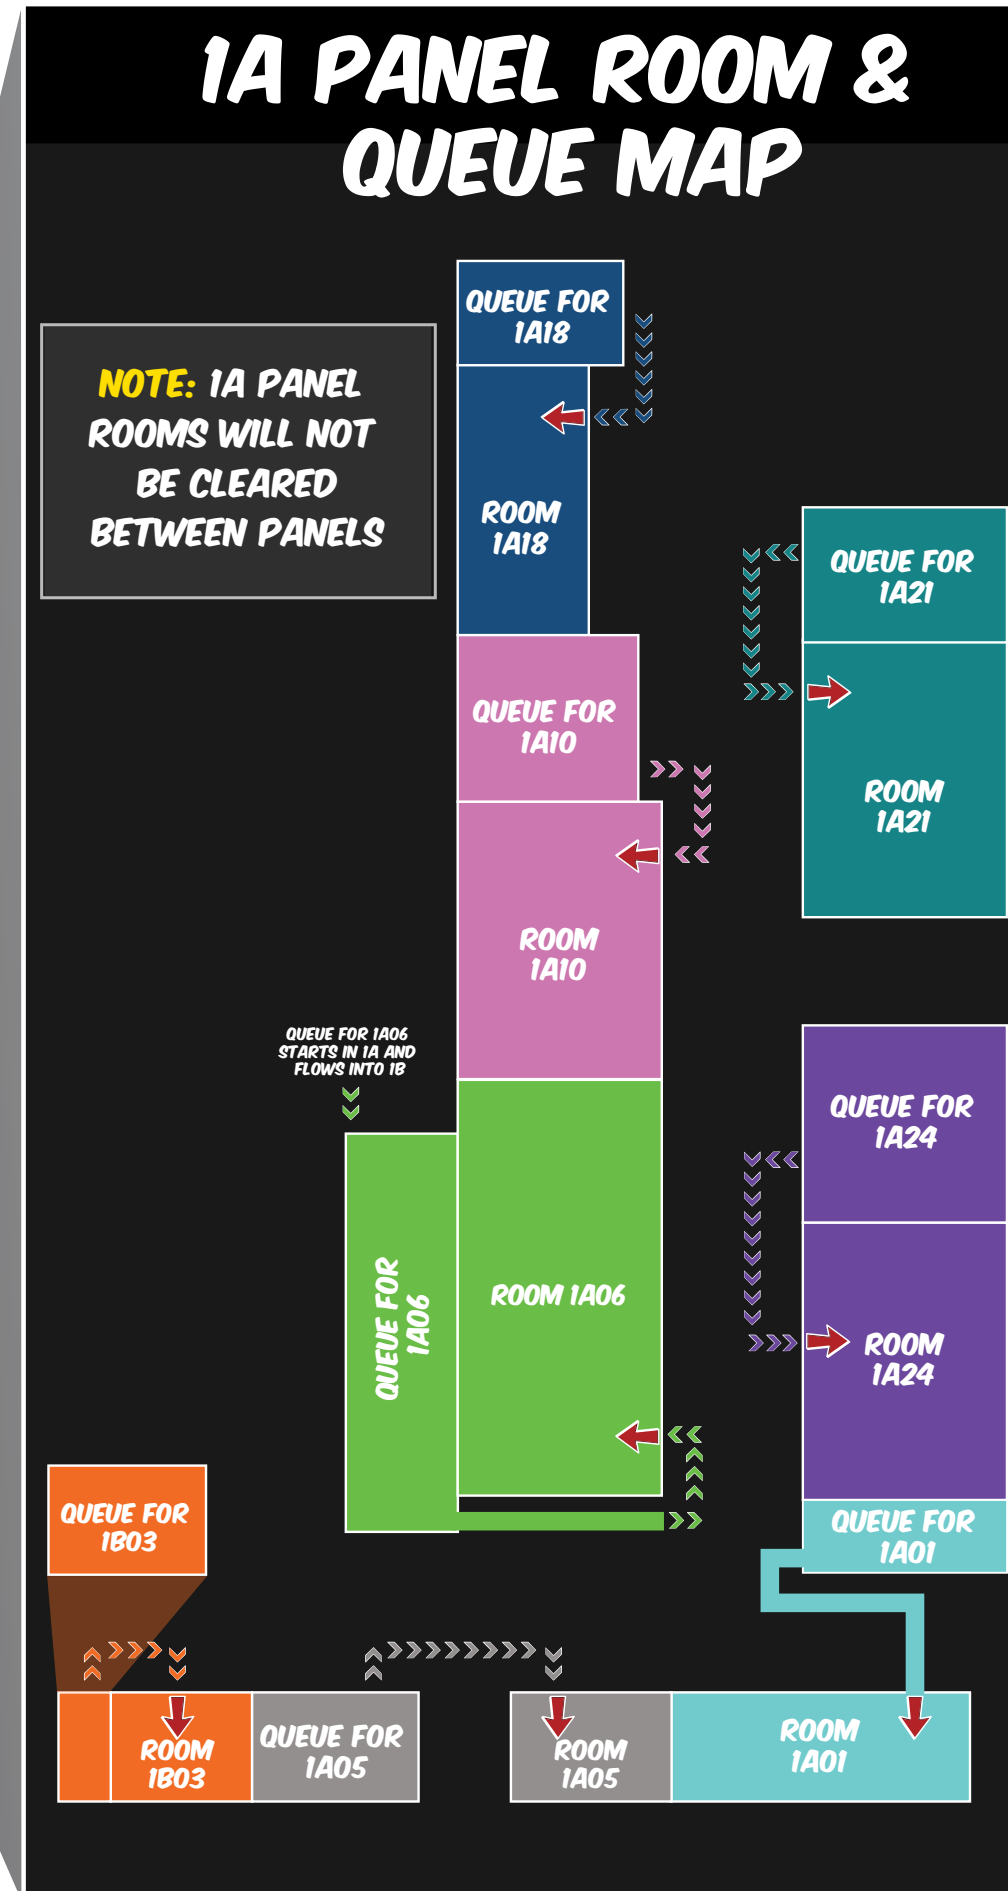 1A PANEL ROOM &
QUEUE MAP
QUEUE FOR
1A18
NOTE: 1A PANEL
ROOMS WILL NOT
BE CLEARED
BETWEEN PANELS
ROOM
1A18
QUEUE FOR
1A21
QUEUE FOR
1A10
ROOM
1A21
ROOM
1A10
QUEUE FOR 1A06
STARTS IN 1A AND
FLOWS INTO 1B
QUEUE FOR
1A24
QUEUE FOR
1A06
ROOM 1A06
ROOM
1A24
QUEUE FOR
1B03
QUEUE FOR
1A01
ROOM
1B03
QUEUE FOR
1A05
ROOM
1A05
ROOM
1A01